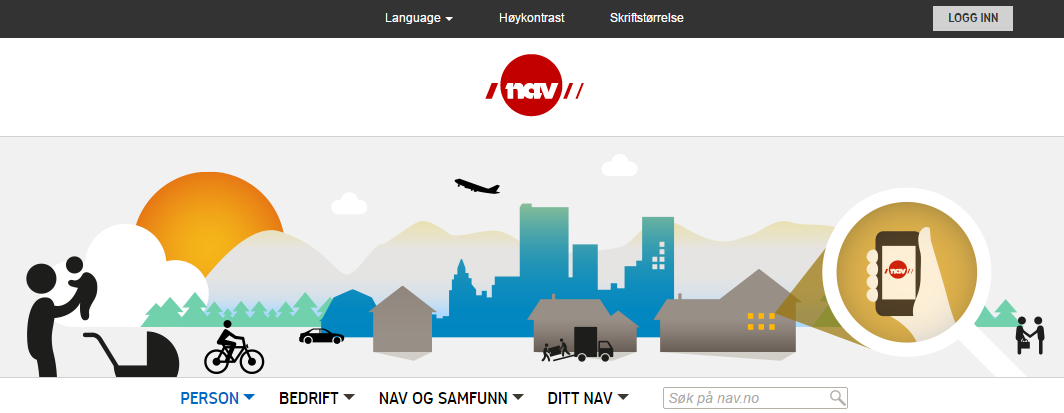 Language Høykontrast Skriftstørrelse LOGG INN
nav
nav
PERSON BEDRIFT NAV OG SAMFUNN DITT NAV Søk på nav.no